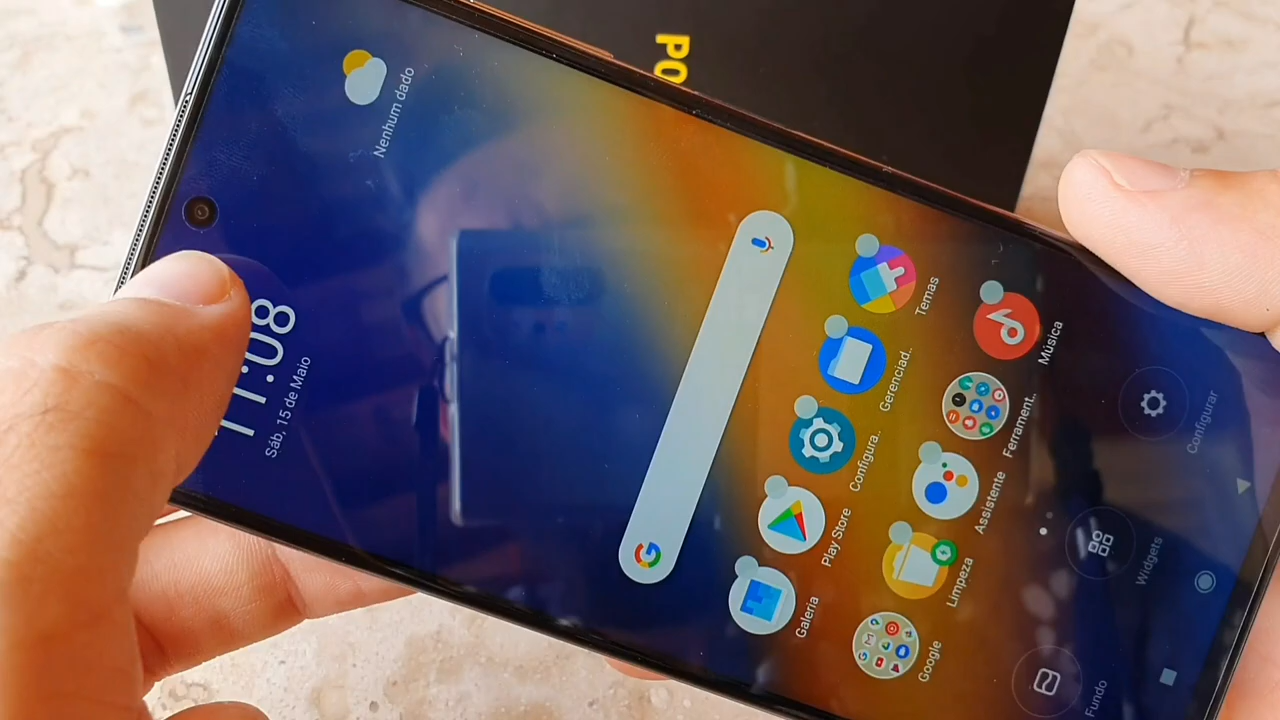 PO
Nenhum dado
11:08
Sáb, 15 de Maio
Galeria
Play Store
Configura..
Gerenciad..
Temas
Google
Limpeza
Assistente
Ferrament..
Música
Fundo
Widgets
Configurar